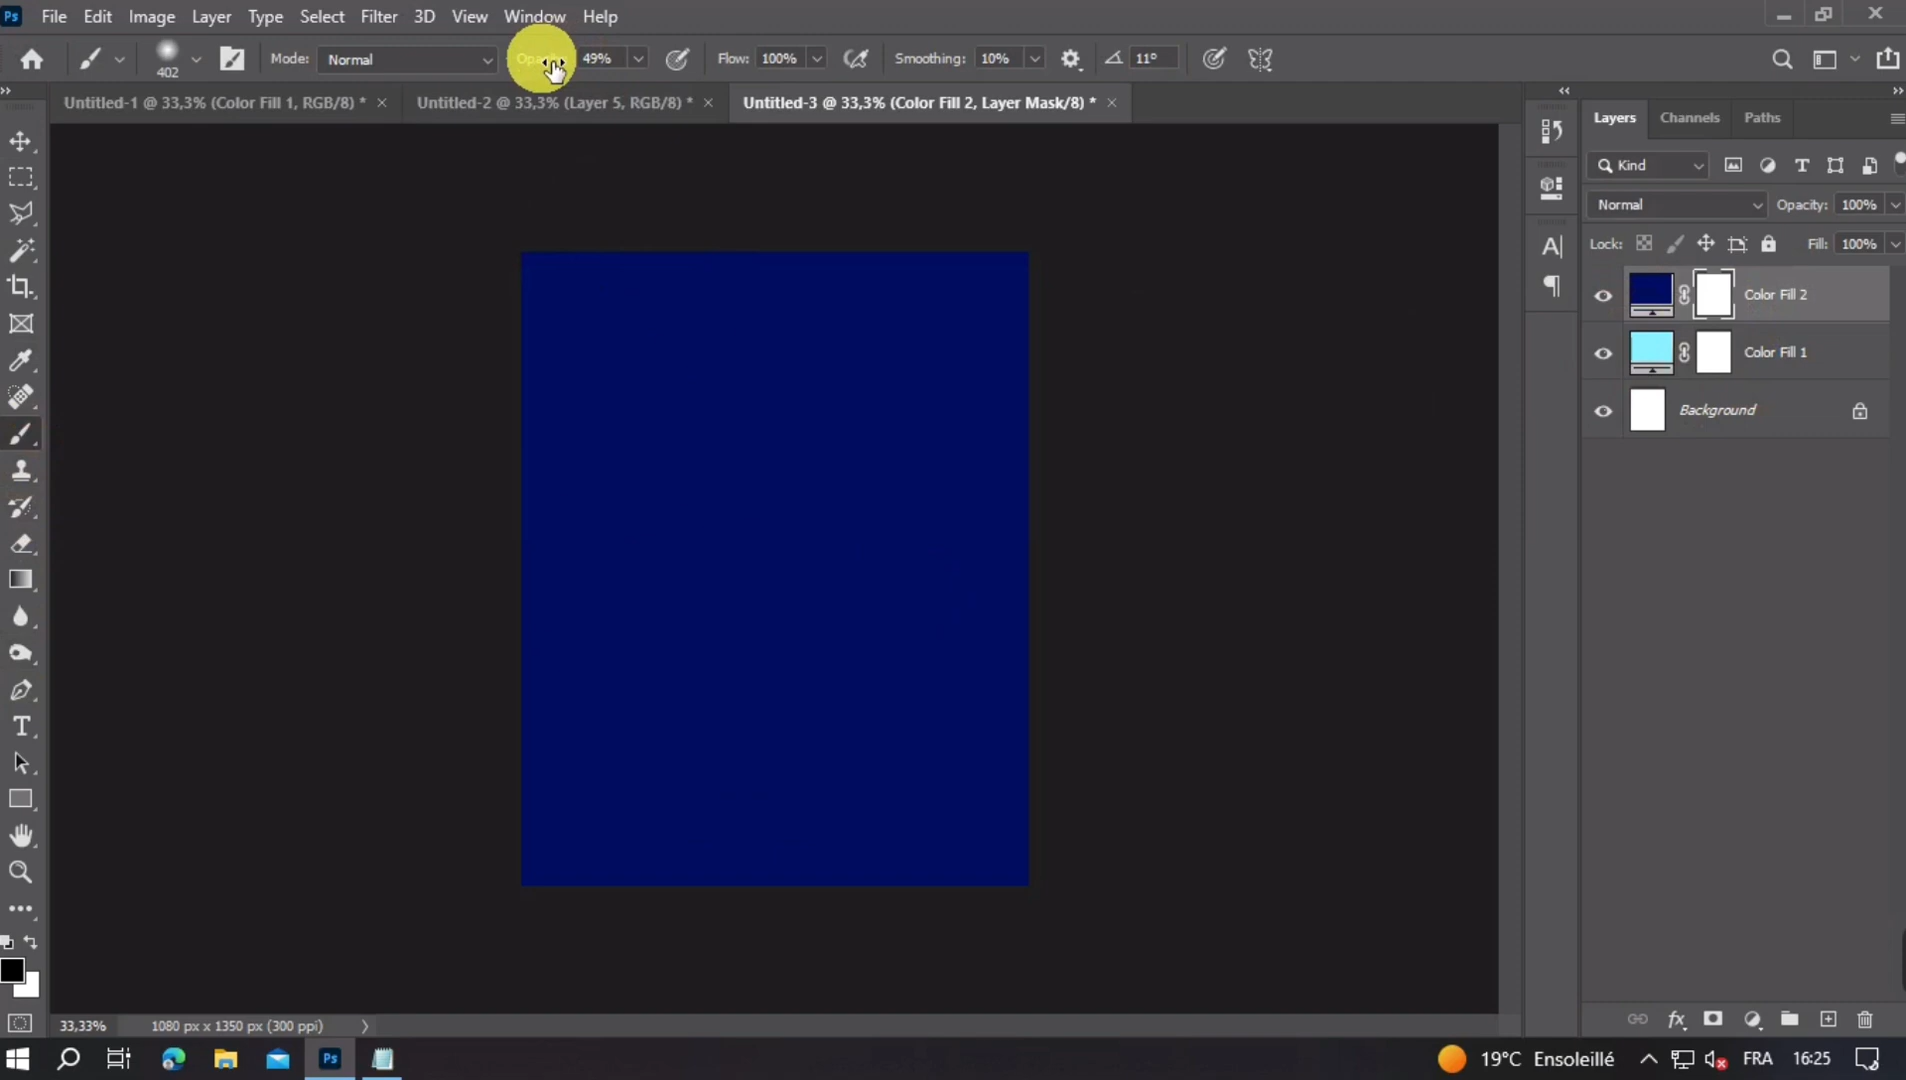 Ps File Edit Image Layer Type Select Filter 3D View Window Help
402 Mode: Normal 49% Flow: 100% Smoothing: 10% 11°
Untitled-1 @ 33,3% (Color Fill 1, RGB/8) * × Untitled-2 @ 33,3% (Layer 5, RGB/8) * × Untitled-3 @ 33,3% (Color Fill 2, Layer Mask/8) * ×
Layers Channels Paths
Kind
Normal Opacity: 100%
Lock: Fill: 100%
Color Fill 2
Color Fill 1
Background
33,33% 1080 px x 1350 px (300 ppi)
Ps 19°C Ensoleillé FRA 16:25